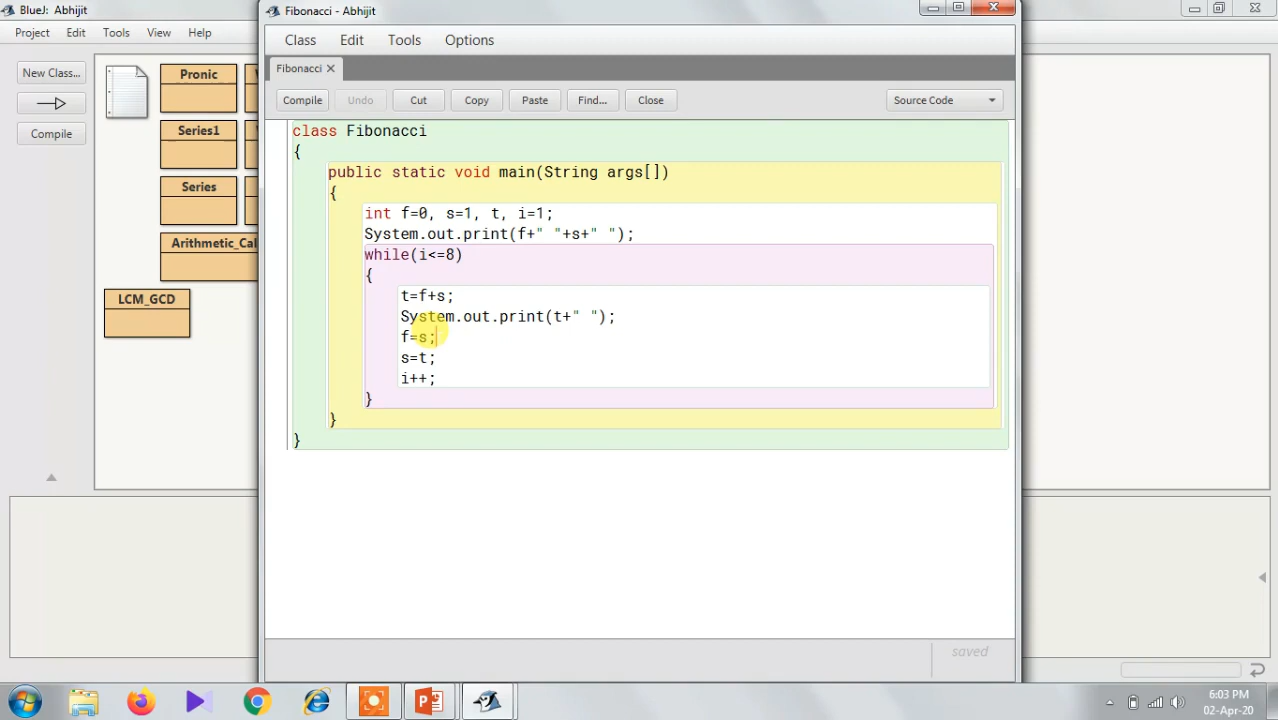 BlueJ: Abhijit
Fibonacci - Abhijit
Project Edit Tools View Help
Class Edit Tools Options
New Class...
Compile
Pronic
Series1
Series
Arithmetic_Cal
LCM_GCD
Fibonacci
Compile Undo Cut Copy Paste Find... Close Source Code
class Fibonacci
{
public static void main(String args[])
{
int f=0, s=1, t, i=1;
System.out.print(f+" "+s+" ");
while(i<=8)
{
t=f+s;
System.out.print(t+" ");
f=s;
s=t;
i++;
}
}
}
saved
6:03 PM
02-Apr-20